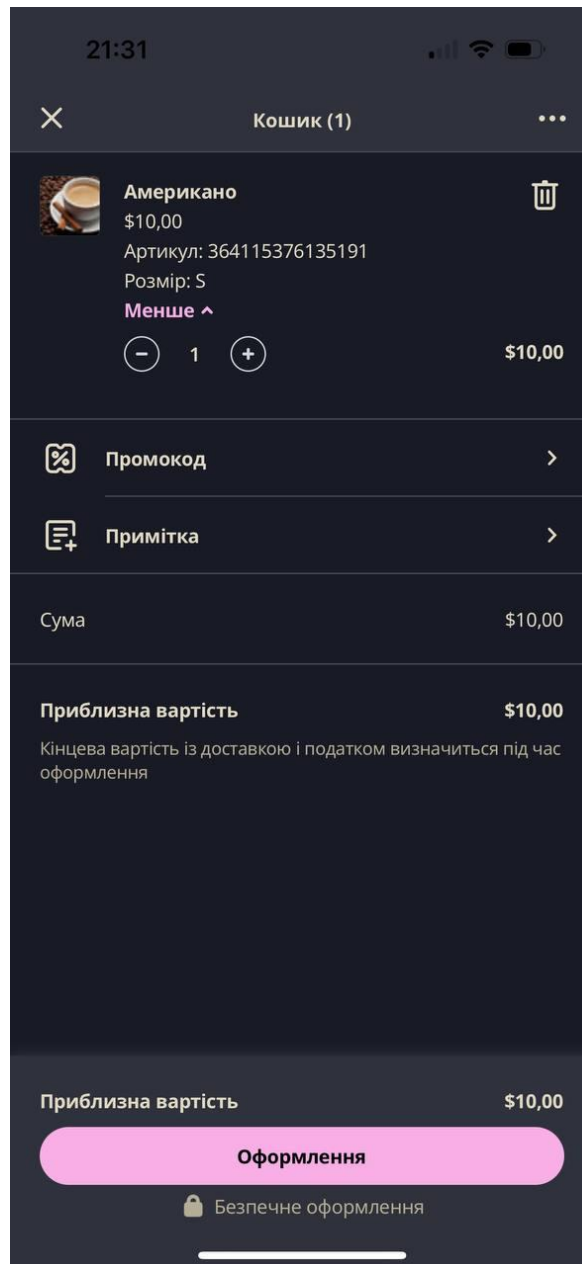 21:31
Кошик (1)
Американо
$10,00
Артикул: 364115376135191
Розмір: S
Менше
1
$10,00
Промокод
Примітка
Сума $10,00
Приблизна вартість $10,00
Кінцева вартість із доставкою і податком визначиться під час
оформлення
Приблизна вартість $10,00
Оформлення
Безпечне оформлення